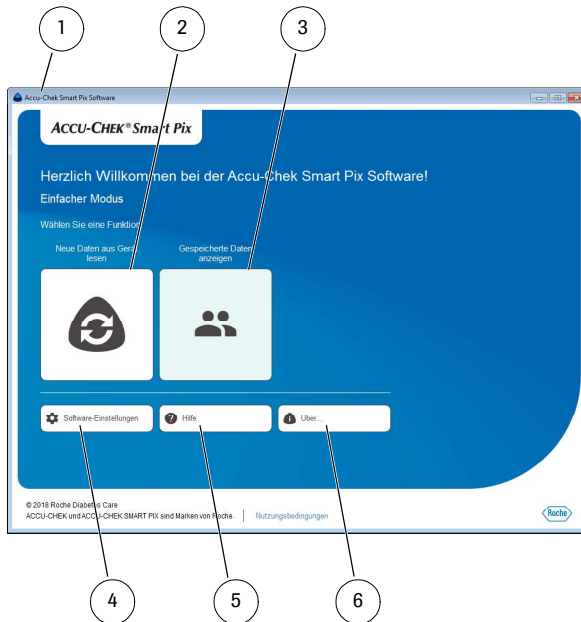 1
2
3
Accu-Chek Smart Pix Software
ACCU-CHEK® Smart Pix
Herzlich Willkommen bei der Accu-Chek Smart Pix Software!
Einfacher Modus
Wählen Sie eine Funktion
Neue Daten aus Gerät
lesen
Gespeicherte Daten
anzeigen
Software-Einstellungen
Hilfe
Über...
© 2018 Roche Diabetes Care
ACCU-CHEK und ACCU-CHEK SMART PIX sind Marken von Roche.
Nutzungsbedingungen
Roche
4
5
6